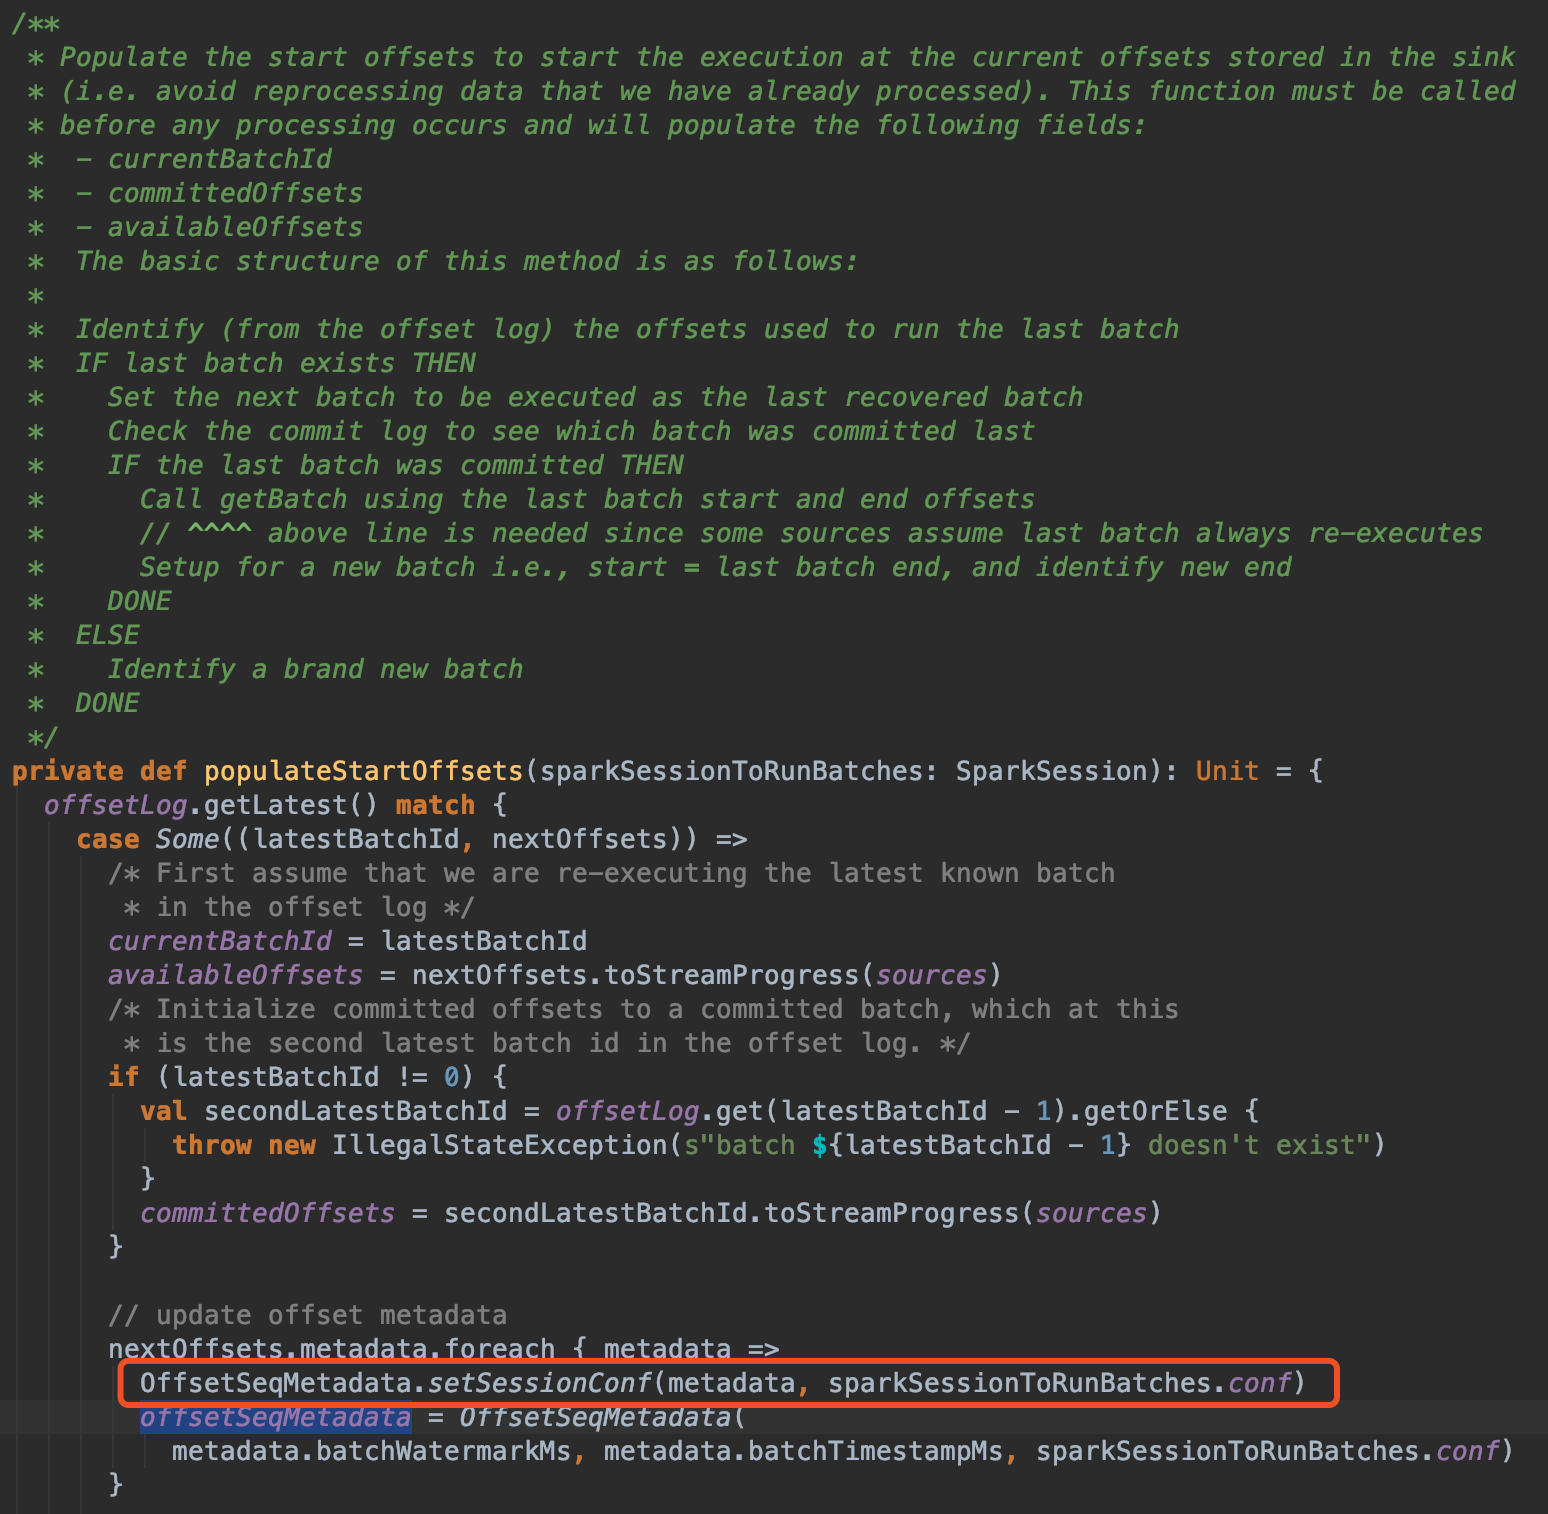 /**
 * Populate the start offsets to start the execution at the current offsets stored in the sink
 * (i.e. avoid reprocessing data that we have already processed). This function must be called
 * before any processing occurs and will populate the following fields:
 *  - currentBatchId
 *  - committedOffsets
 *  - availableOffsets
 *  The basic structure of this method is as follows:
 *
 *  Identify (from the offset log) the offsets used to run the last batch
 *  IF last batch exists THEN
 *    Set the next batch to be executed as the last recovered batch
 *    Check the commit log to see which batch was committed last
 *    IF the last batch was committed THEN
 *      Call getBatch using the last batch start and end offsets
 *      // ^^^^ above line is needed since some sources assume last batch always re-executes
 *      Setup for a new batch i.e., start = last batch end, and identify new end
 *    DONE
 *  ELSE
 *    Identify a brand new batch
 *  DONE
 */
private def populateStartOffsets(sparkSessionToRunBatches: SparkSession): Unit = {
  offsetLog.getLatest() match {
    case Some((latestBatchId, nextOffsets)) =>
      /* First assume that we are re-executing the latest known batch
       * in the offset log */
      currentBatchId = latestBatchId
      availableOffsets = nextOffsets.toStreamProgress(sources)
      /* Initialize committed offsets to a committed batch, which at this
       * is the second latest batch id in the offset log. */
      if (latestBatchId != 0) {
        val secondLatestBatchId = offsetLog.get(latestBatchId - 1).getOrElse {
          throw new IllegalStateException(s"batch ${latestBatchId - 1} doesn't exist")
        }
        committedOffsets = secondLatestBatchId.toStreamProgress(sources)
      }

      // update offset metadata
      nextOffsets.metadata.foreach { metadata =>
        OffsetSeqMetadata.setSessionConf(metadata, sparkSessionToRunBatches.conf)
        offsetSeqMetadata = OffsetSeqMetadata(
          metadata.batchWatermarkMs, metadata.batchTimestampMs, sparkSessionToRunBatches.conf)
      }